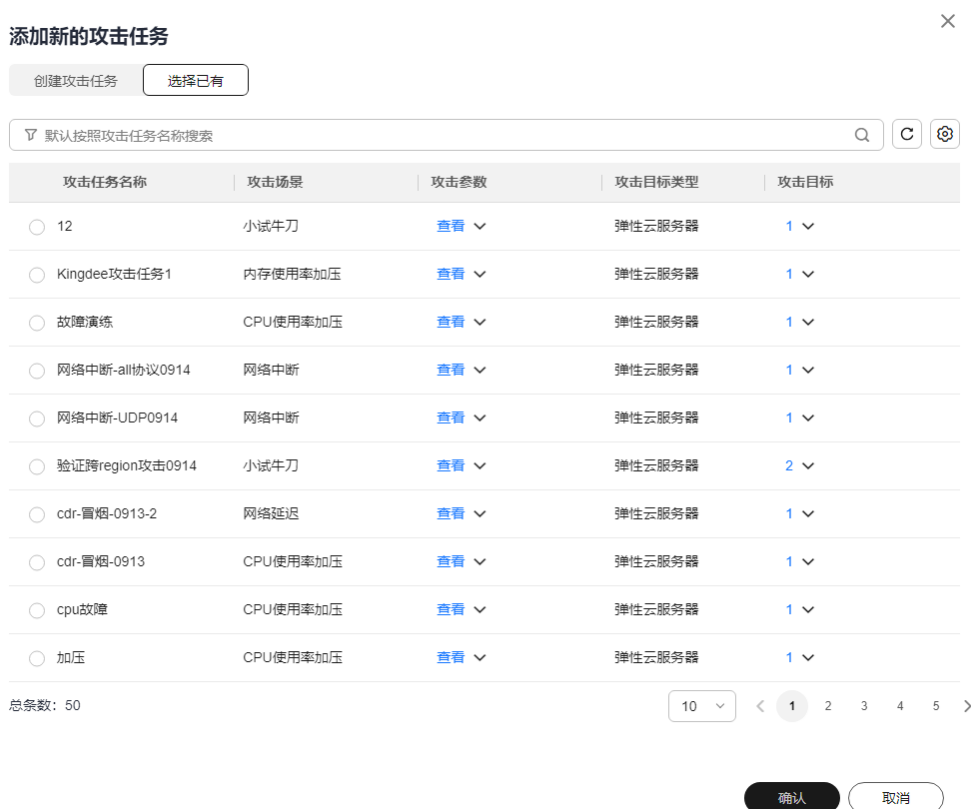 添加新的攻击任务
创建攻击任务 选择已有
默认按照攻击任务名称搜索
攻击任务名称 攻击场景 攻击参数 攻击目标类型 攻击目标
12 小试牛刀 查看 弹性云服务器 1
Kingdee攻击任务1 内存使用率加压 查看 弹性云服务器 1
故障演练 CPU使用率加压 查看 弹性云服务器 1
网络中断-all协议0914 网络中断 查看 弹性云服务器 1
网络中断-UDP0914 网络中断 查看 弹性云服务器 1
验证跨region攻击0914 小试牛刀 查看 弹性云服务器 2
cdr-冒烟-0913-2 网络延迟 查看 弹性云服务器 1
cdr-冒烟-0913 CPU使用率加压 查看 弹性云服务器 1
cpu故障 CPU使用率加压 查看 弹性云服务器 1
加压 CPU使用率加压 查看 弹性云服务器 1
总条数：50 10 1 2 3 4 5
确认 取消